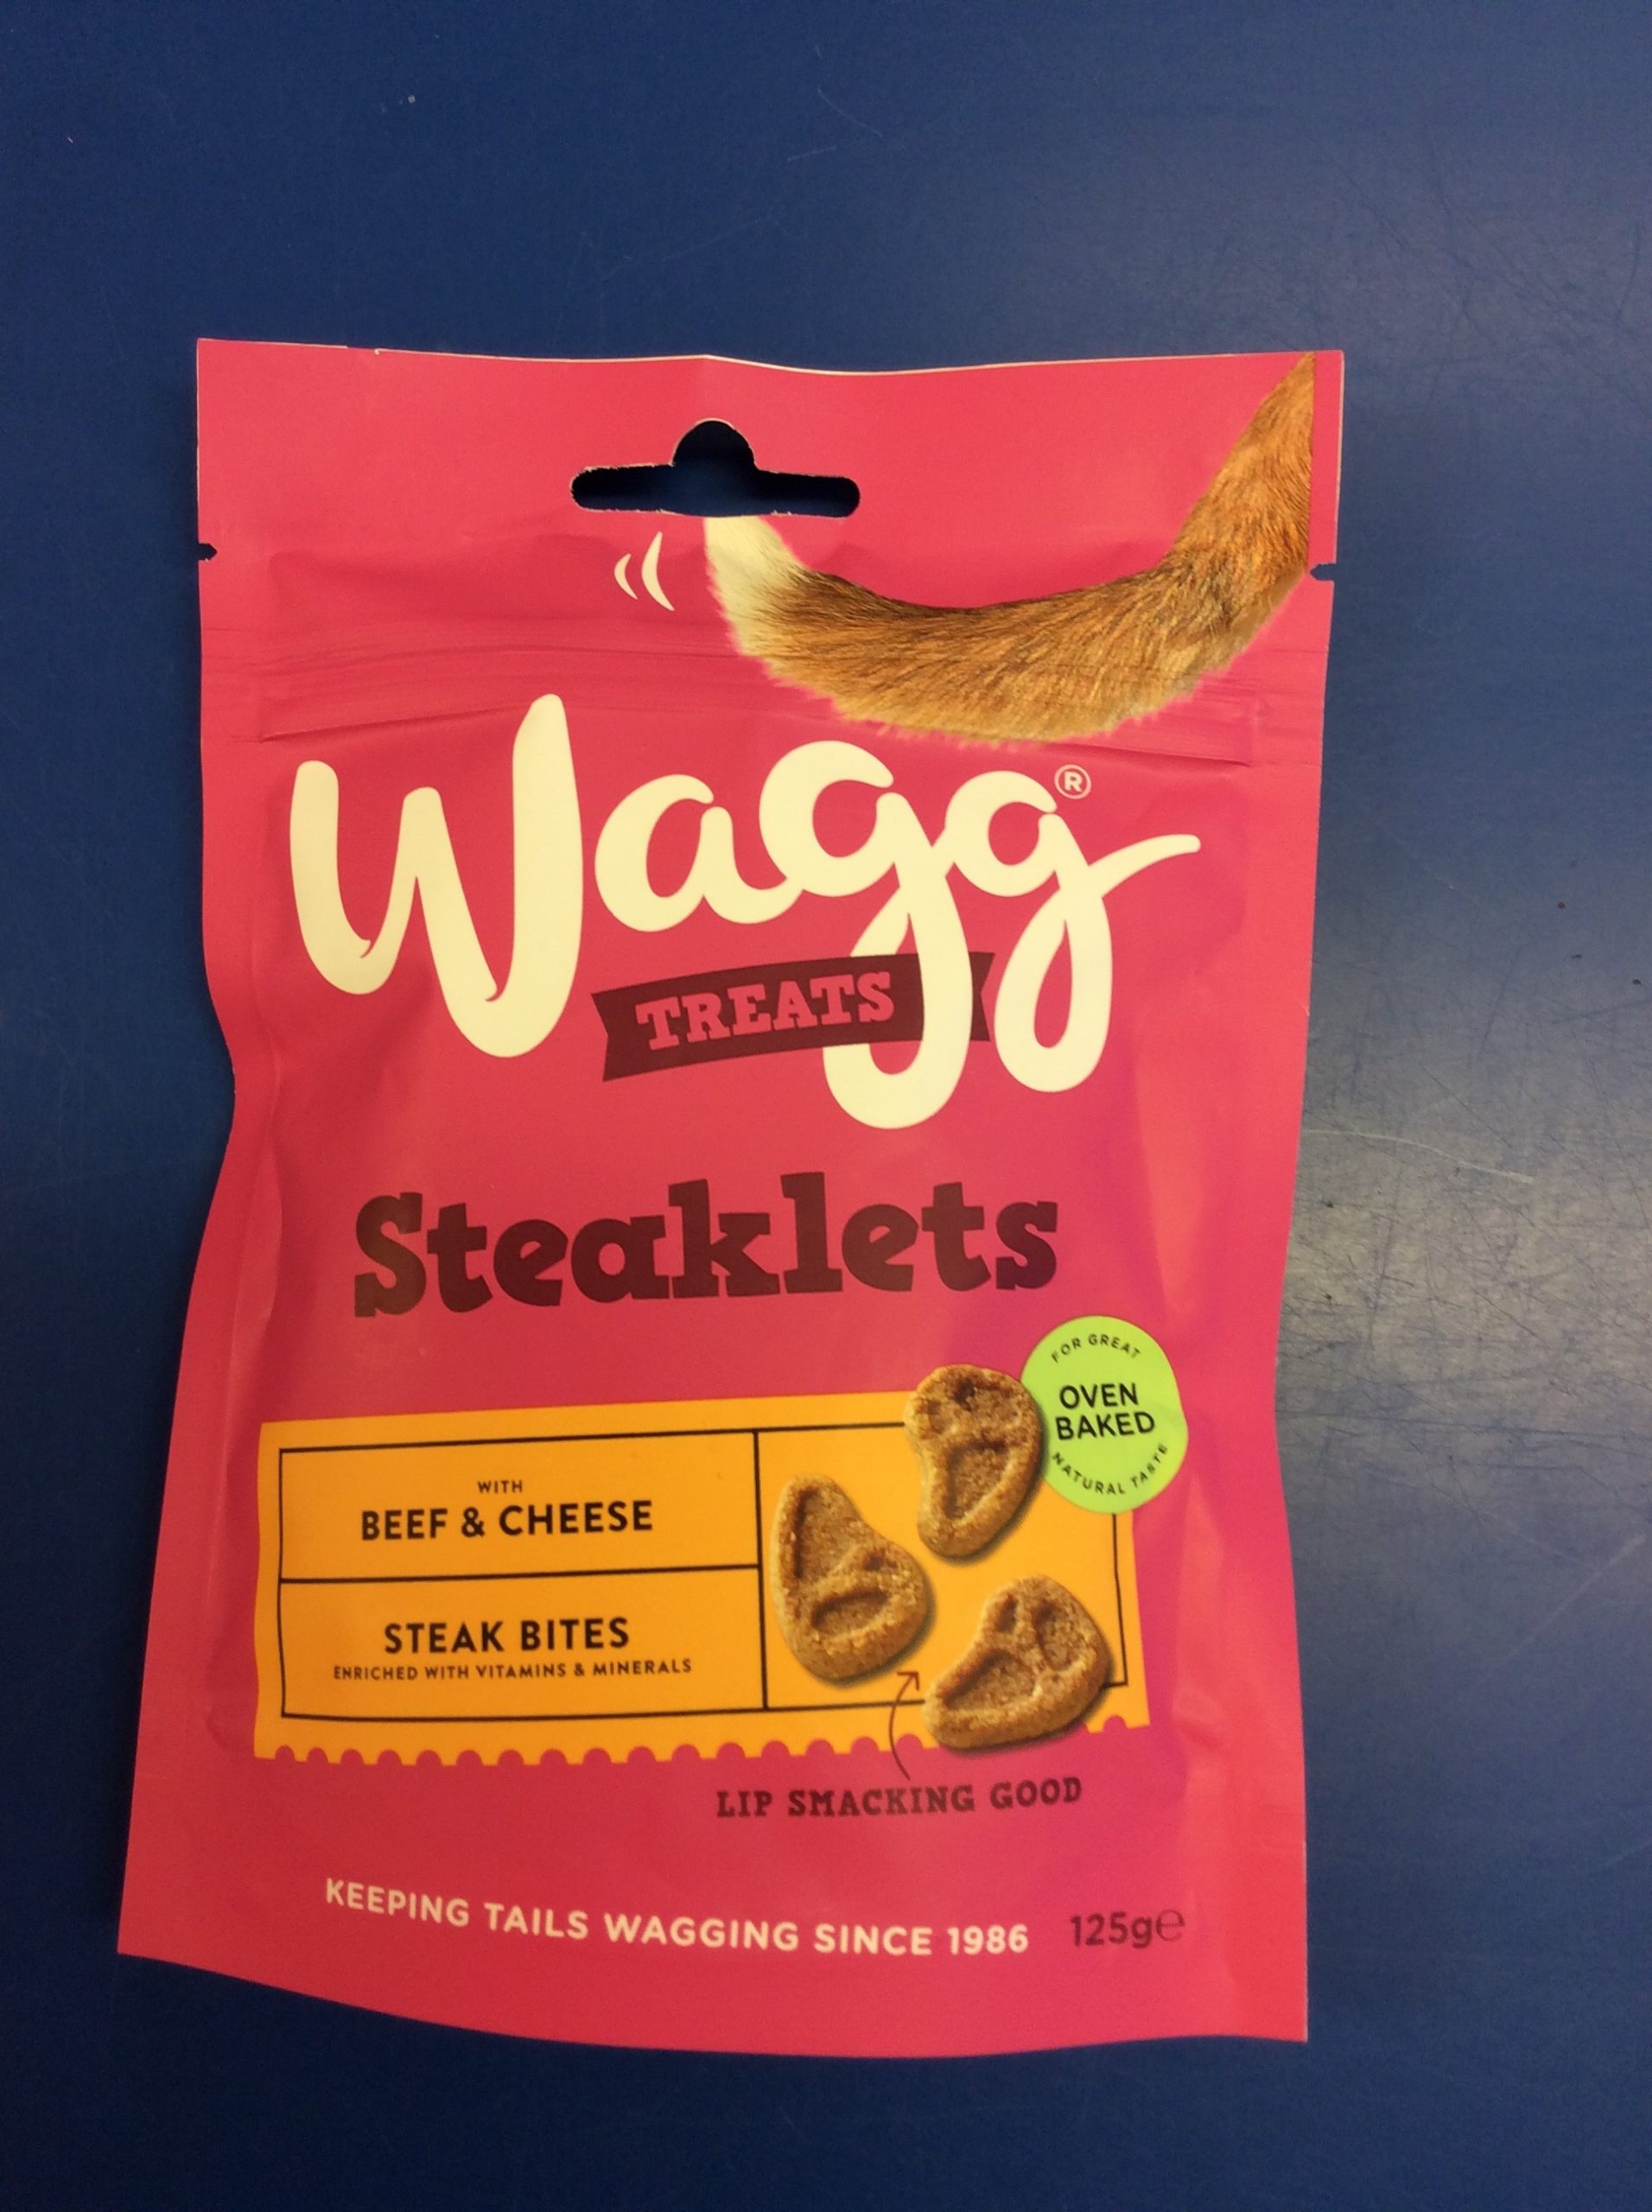 Wagg®
TREATS
Steaklets
FOR GREAT
OVEN
BAKED
NATURAL TASTE
WITH
BEEF & CHEESE
STEAK BITES
ENRICHED WITH VITAMINS & MINERALS
LIP SMACKING GOOD
KEEPING TAILS WAGGING SINCE 1986 125g℮